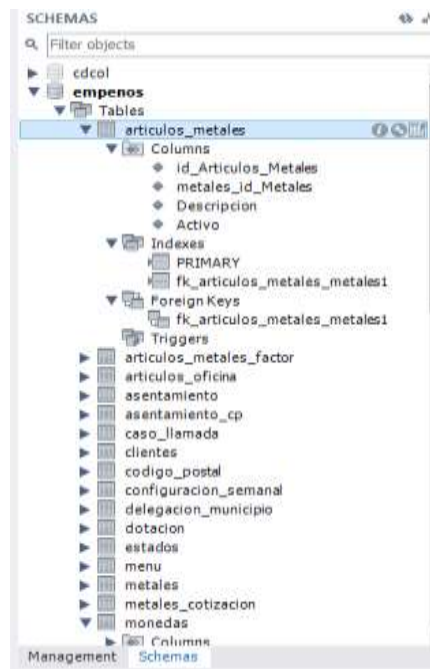 SCHEMAS
Filter objects
cdcol
empenos
Tables
articulos_metales
Columns
id_Articulos_Metales
metales_id_Metales
Descripcion
Activo
Indexes
PRIMARY
fk_articulos_metales_metales1
Foreign Keys
fk_articulos_metales_metales1
Triggers
articulos_metales_factor
articulos_oficina
asentamiento
asentamiento_cp
caso_llamada
clientes
codigo_postal
configuracion_semanal
delegacion_municipio
dotacion
estados
menu
metales
metales_cotizacion
monedas
Columns
Management Schemas